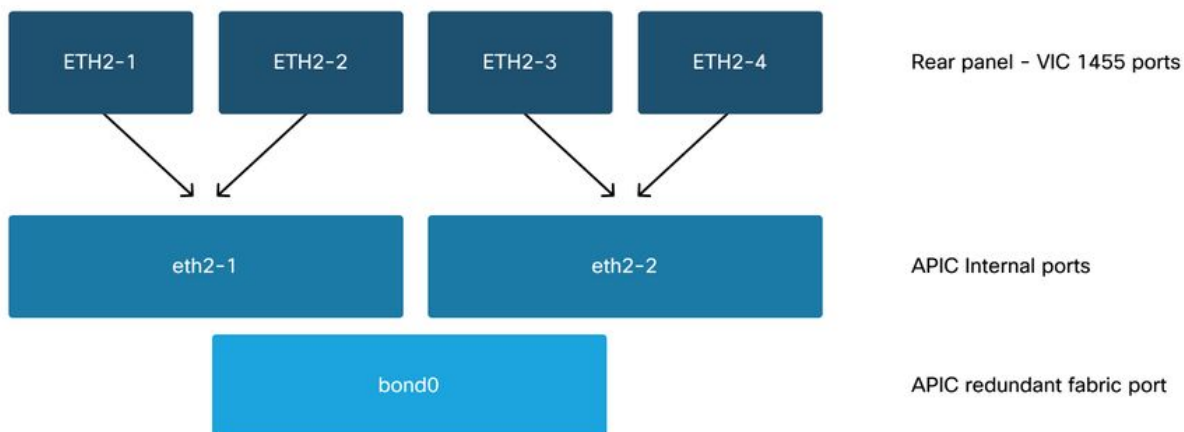 ETH2-1 ETH2-2 ETH2-3 ETH2-4 Rear panel - VIC 1455 ports
eth2-1 eth2-2 APIC Internal ports
bond0 APIC redundant fabric port